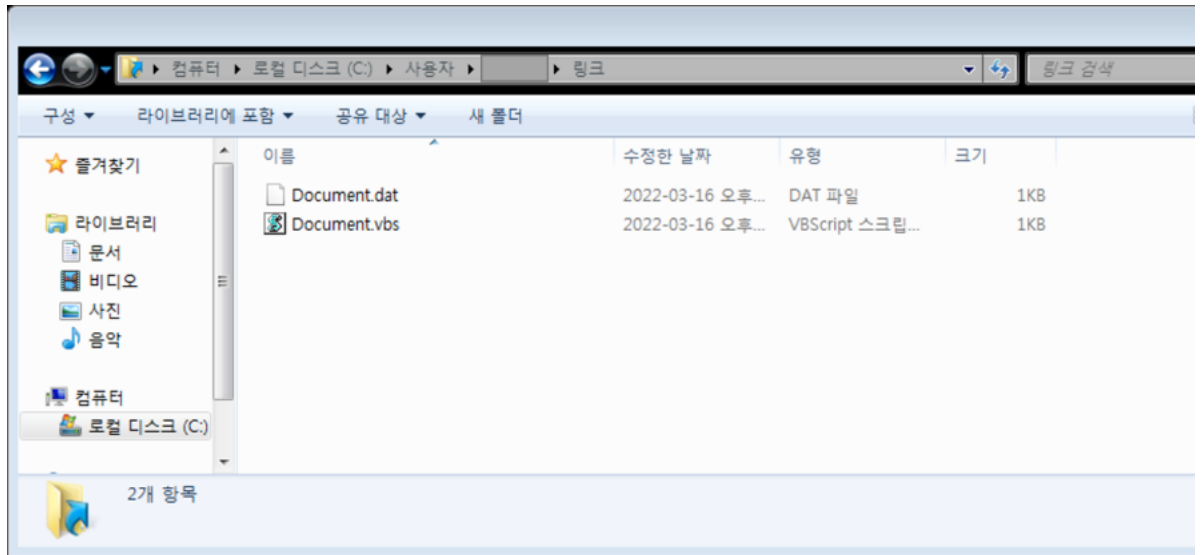 컴퓨터 로컬 디스크 (C:) 사용자 링크 링크 검색
구성 라이브러리에 포함 공유 대상 새 폴더
즐겨찾기
라이브러리
문서
비디오
사진
음악
컴퓨터
로컬 디스크 (C:)
이름 수정한 날짜 유형 크기
Document.dat 2022-03-16 오후... DAT 파일 1KB
Document.vbs 2022-03-16 오후... VBScript 스크립... 1KB
2개 항목